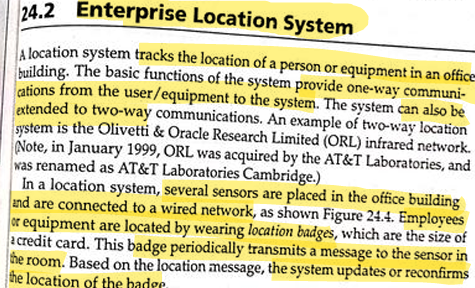 24.2 Enterprise Location System
A location system tracks the location of a person or equipment in an office
building. The basic functions of the system provide one-way communi-
cations from the user/equipment to the system. The system can also be
extended to two-way communications. An example of two-way location
system is the Olivetti & Oracle Research Limited (ORL) infrared network.
(Note, in January 1999, ORL was acquired by the AT&T Laboratories, and
was renamed as AT&T Laboratories Cambridge.)
In a location system, several sensors are placed in the office building
and are connected to a wired network, as shown Figure 24.4. Employees
or equipment are located by wearing location badges, which are the size of
a credit card. This badge periodically transmits a message to the sensor in
the room. Based on the location message, the system updates or reconfirms
the location of the badge.